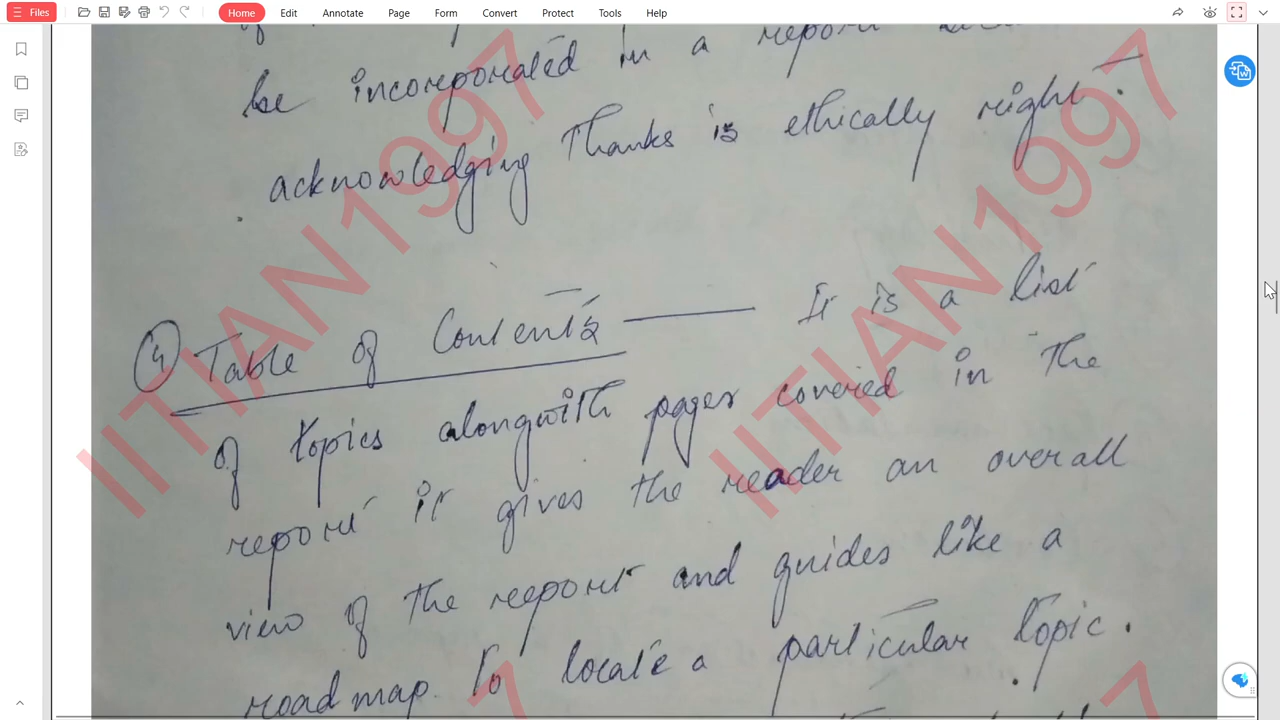 Files
Home
Edit
Annotate
Page
Form
Convert
Protect
Tools
Help
be incorporated in a report
acknowledging Thanks is ethically right.
④ Table of Contents —— It is a list
of topics alongwith pages covered in the
report it gives the reader an overall
view of the report and guides like a
roadmap. To locate a particular topic.
IITIAN1997
IITIAN1997